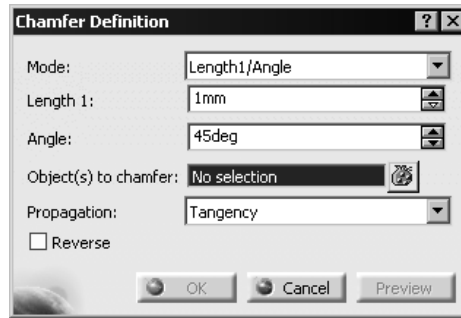 Chamfer Definition ? X
Mode: Length1/Angle
Length 1: 1mm
Angle: 45deg
Object(s) to chamfer: No selection
Propagation: Tangency
Reverse
OK Cancel Preview